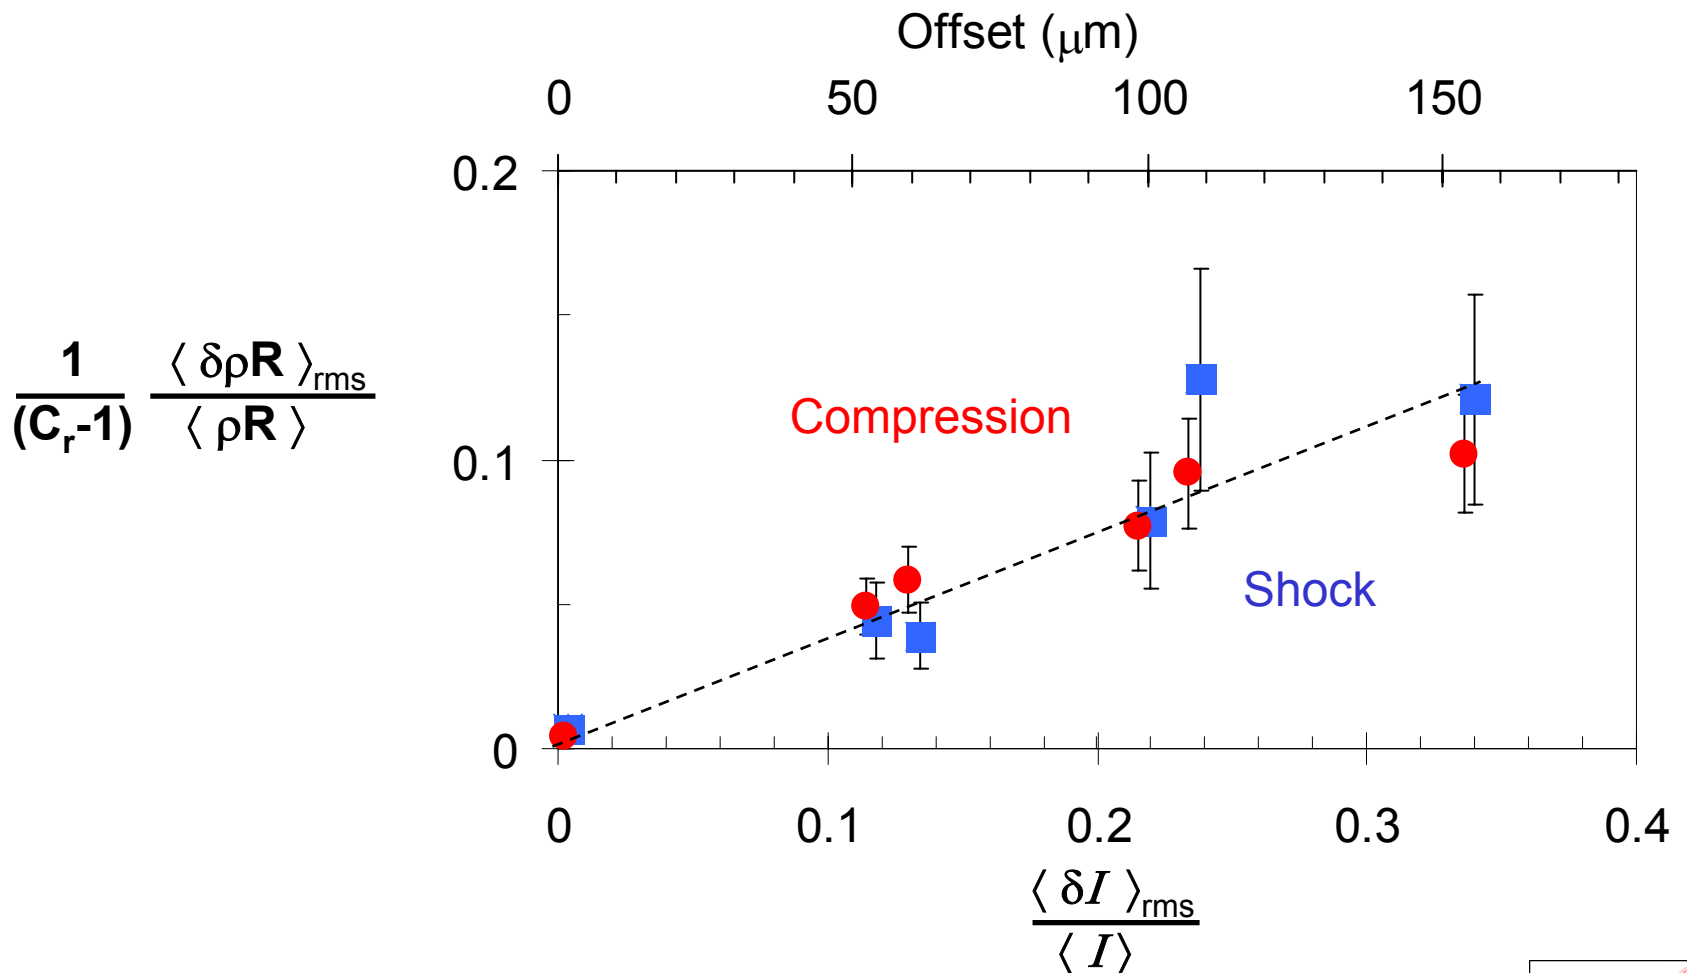 Offset (μm)
0 50 100 150
0.2
1 ⟨ δρR ⟩rms
(Cr-1) ⟨ ρR ⟩
Compression
0.1
Shock
0
0 0.1 0.2 0.3 0.4
⟨ δI ⟩rms
⟨ I ⟩